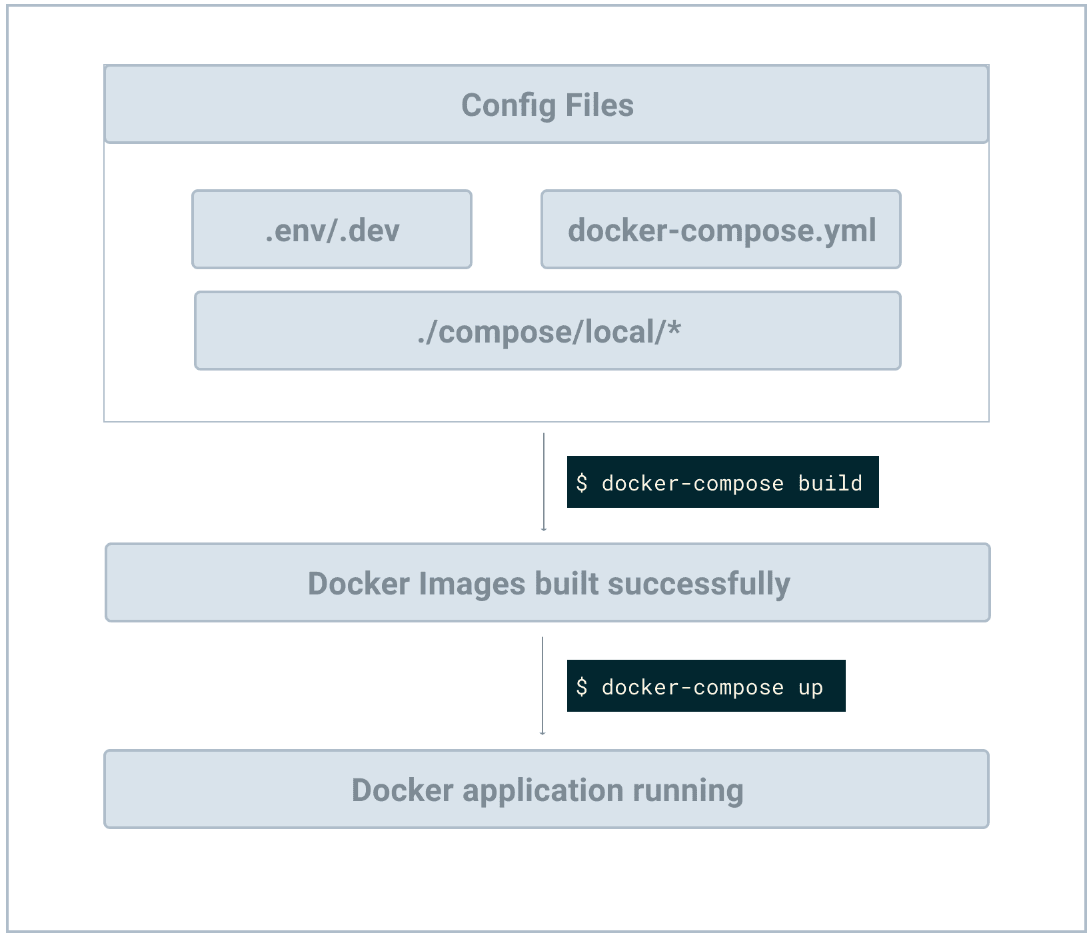 Config Files
.env/.dev
docker-compose.yml
./compose/local/*
$ docker-compose build
Docker Images built successfully
$ docker-compose up
Docker application running